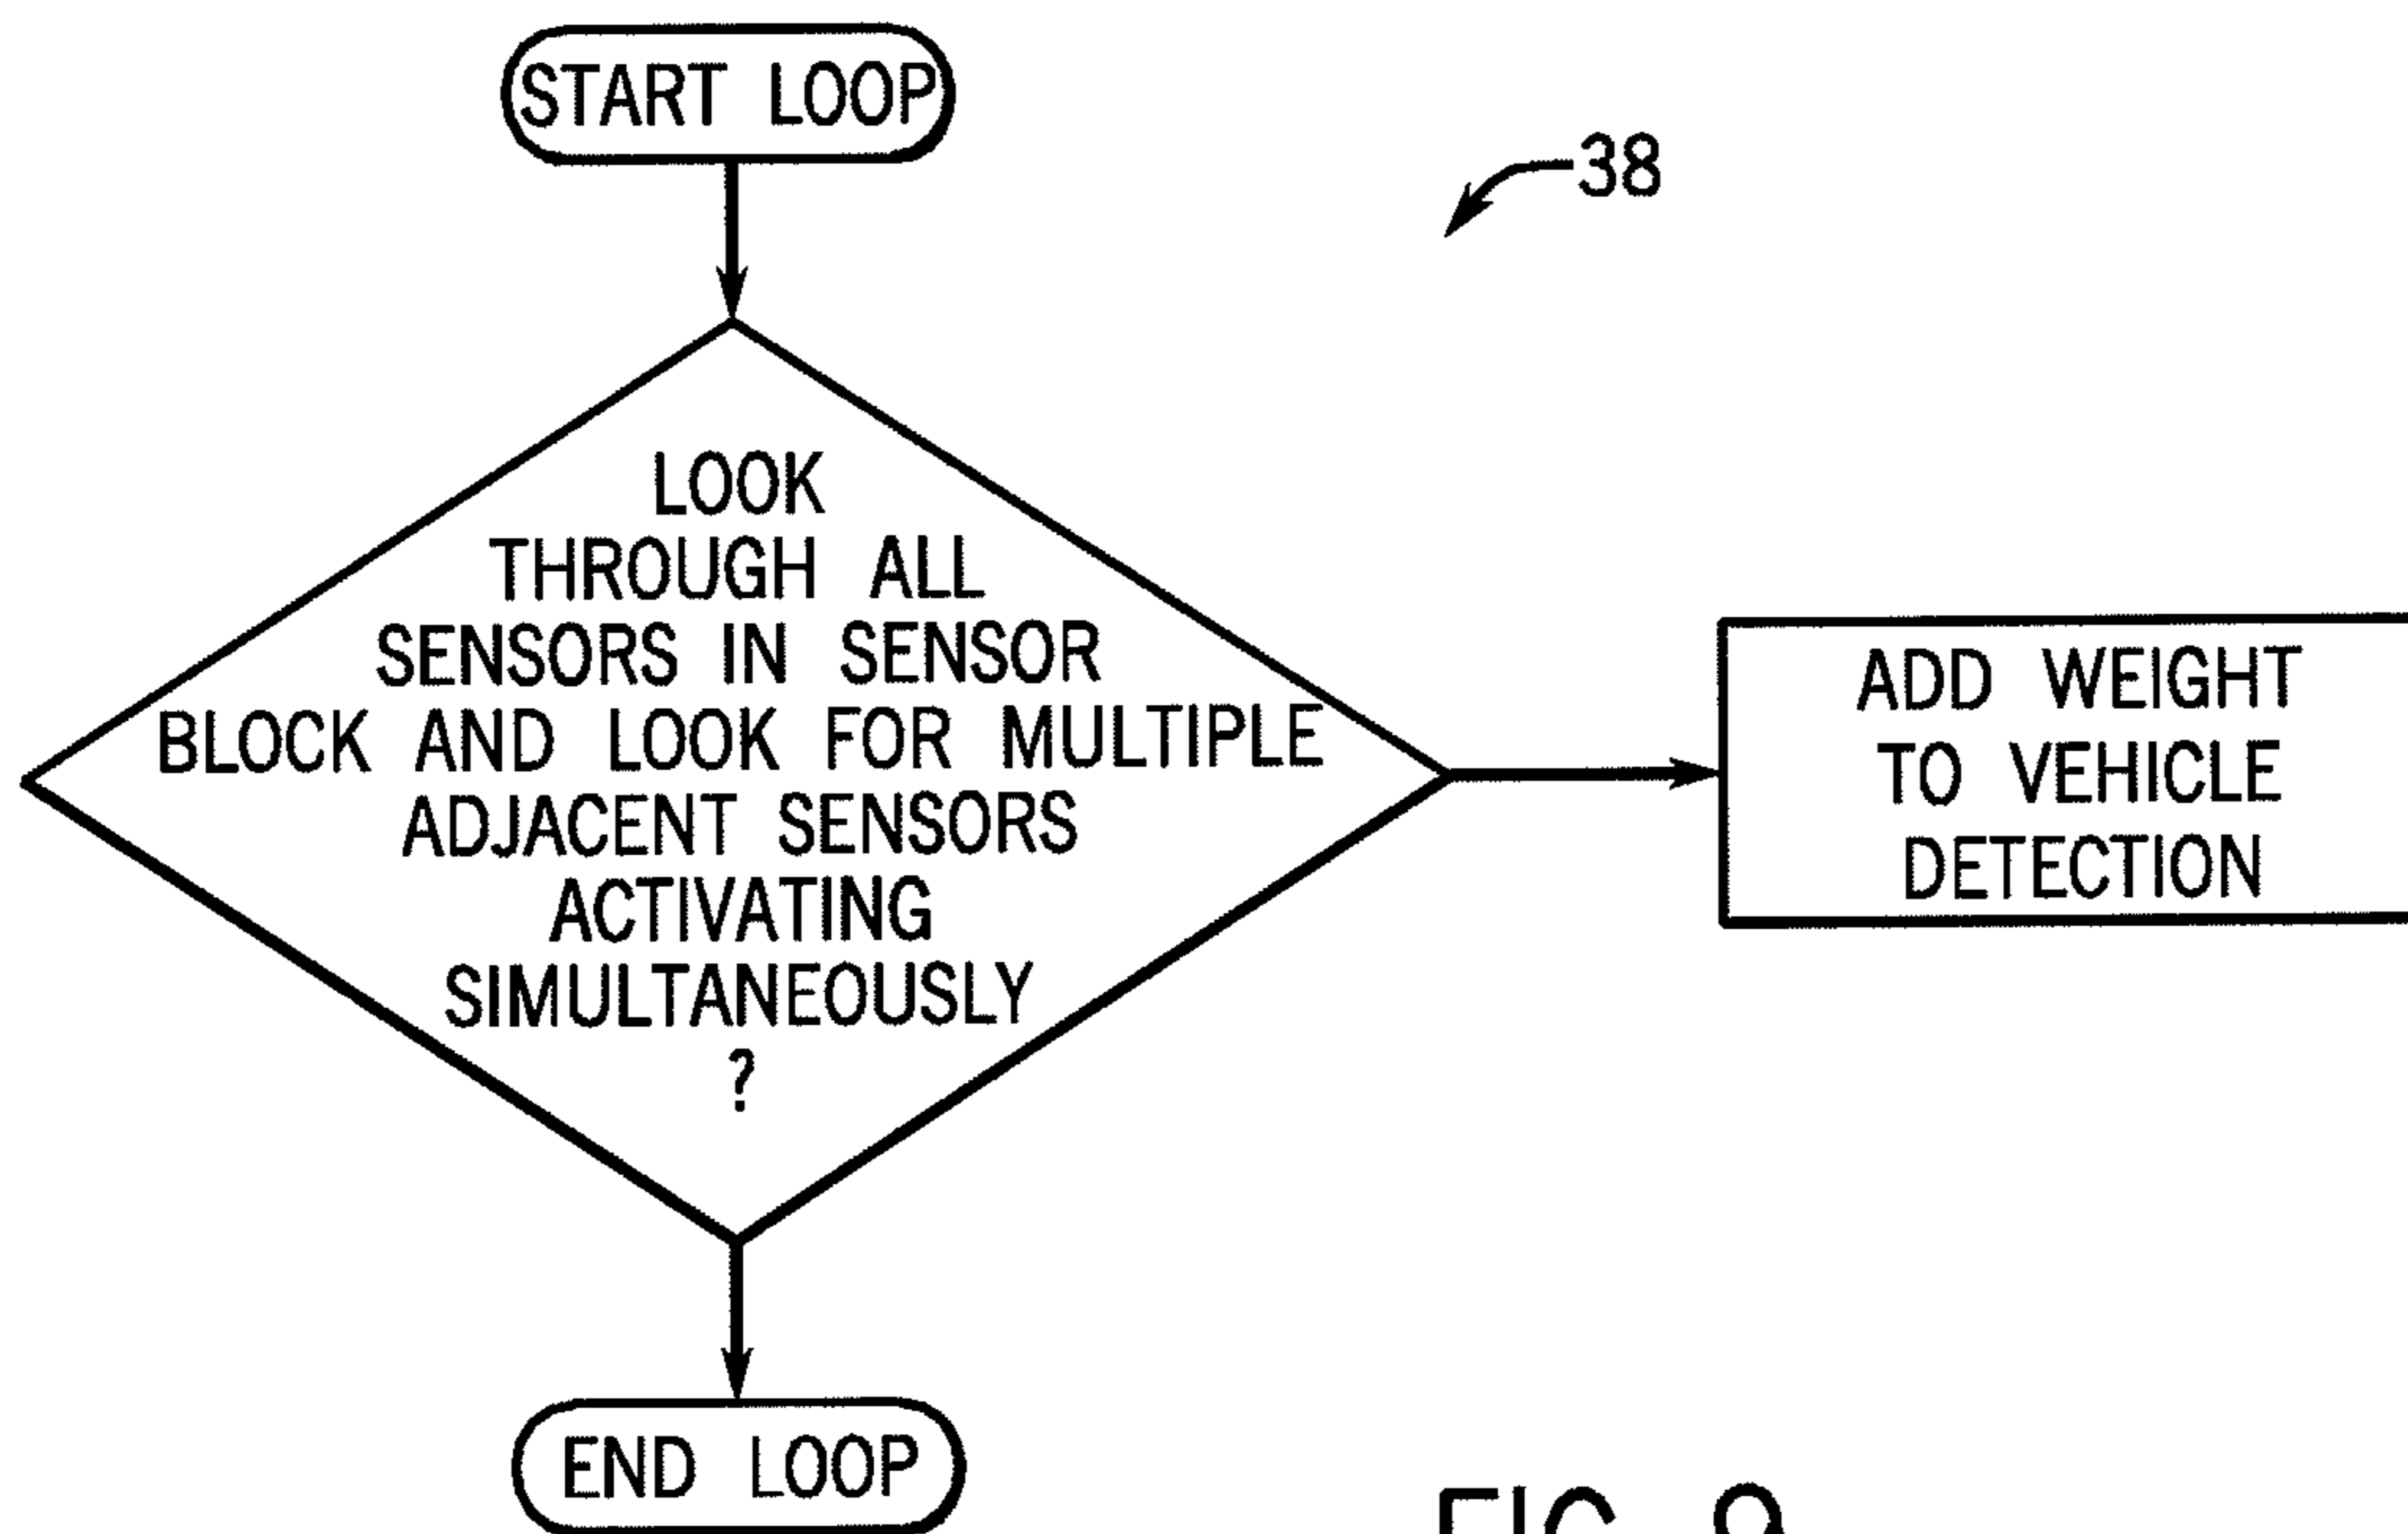 START LOOP
38
LOOK
THROUGH ALL
SENSORS IN SENSOR
BLOCK AND LOOK FOR MULTIPLE
ADJACENT SENSORS
ACTIVATING
SIMULTANEOUSLY
?
ADD WEIGHT
TO VEHICLE
DETECTION
END LOOP
FIG